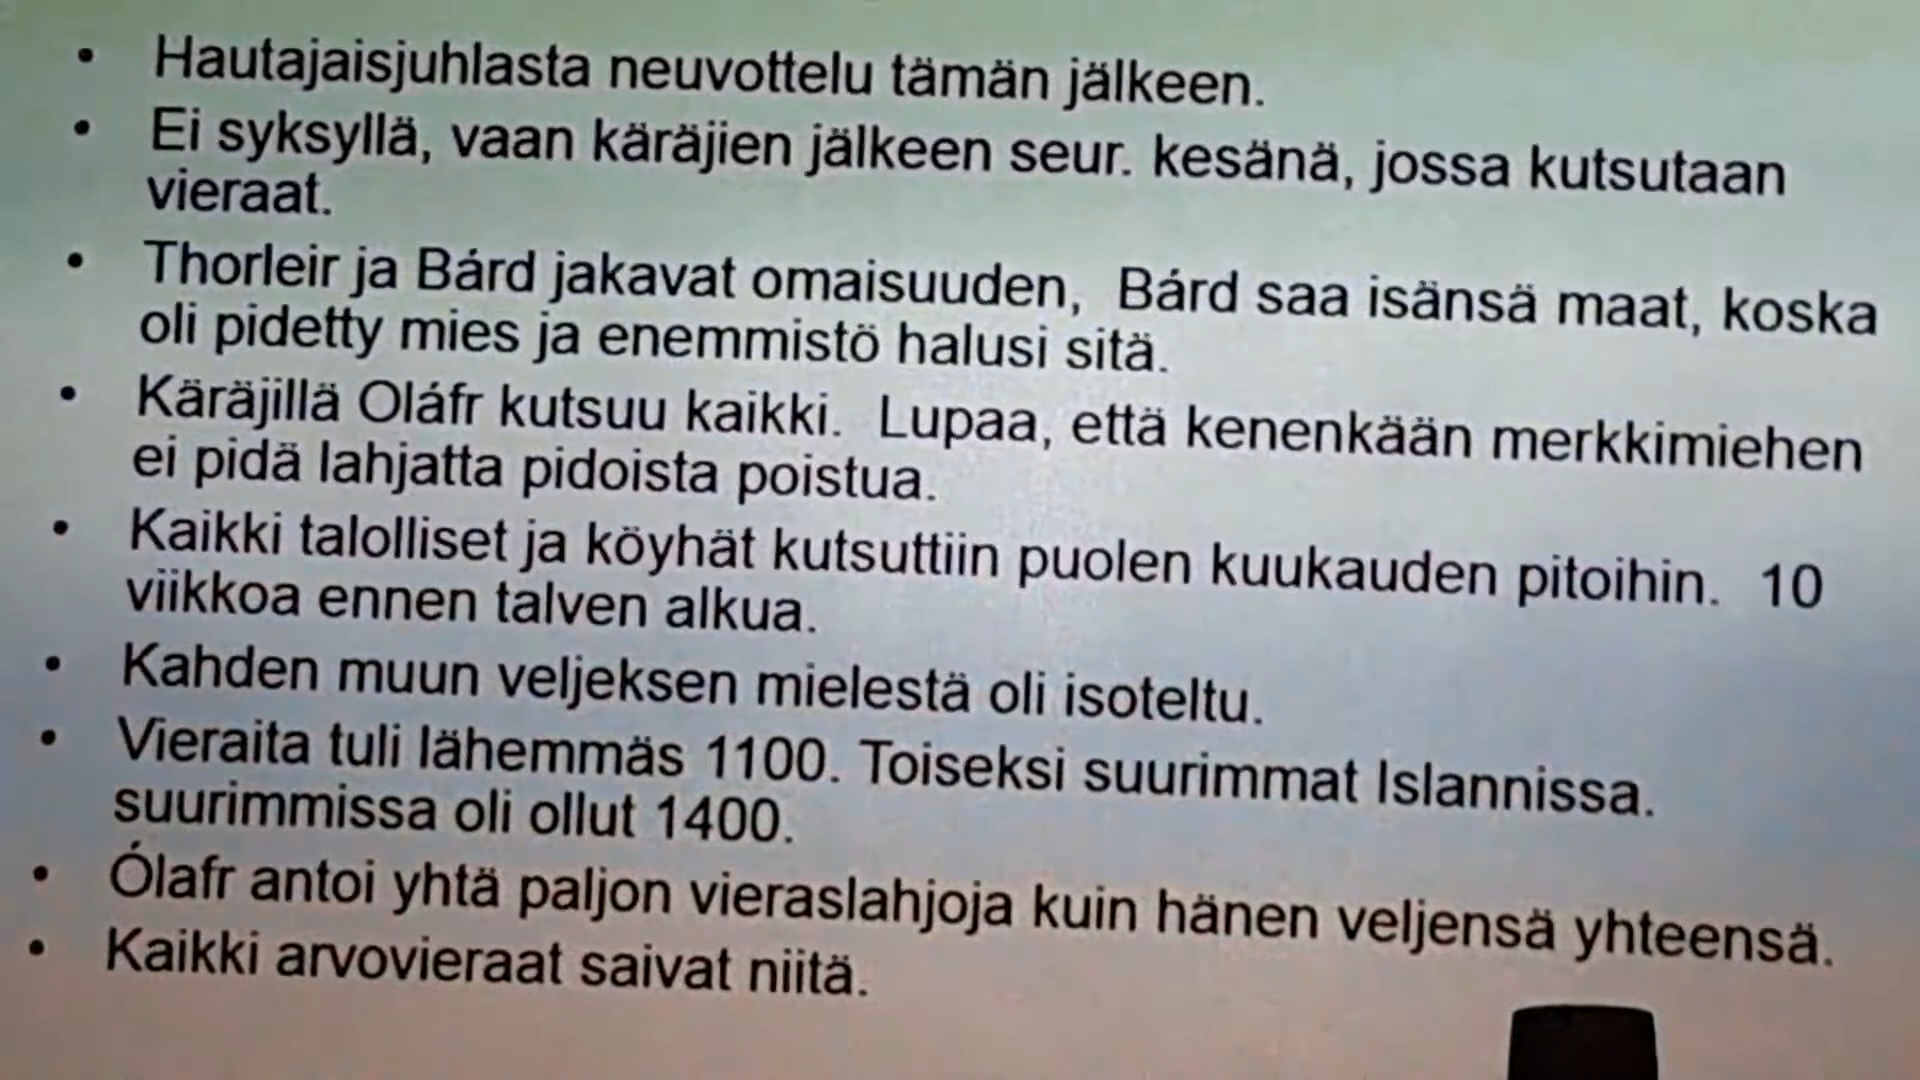 • Hautajaisjuhlasta neuvottelu tämän jälkeen.
• Ei syksyllä, vaan käräjien jälkeen seur. kesänä, jossa kutsutaan
vieraat.
• Thorleir ja Bárd jakavat omaisuuden, Bárd saa isänsä maat, koska
oli pidetty mies ja enemmistö halusi sitä.
• Käräjillä Oláfr kutsuu kaikki. Lupaa, että kenenkään merkkimiehen
ei pidä lahjatta pidoista poistua.
• Kaikki talolliset ja köyhät kutsuttiin puolen kuukauden pitoihin. 10
viikkoa ennen talven alkua.
• Kahden muun veljeksen mielestä oli isoteltu.
• Vieraita tuli lähemmäs 1100. Toiseksi suurimmat Islannissa.
suurimmissa oli ollut 1400.
• Ólafr antoi yhtä paljon vieraslahjoja kuin hänen veljensä yhteensä.
• Kaikki arvovieraat saivat niitä.